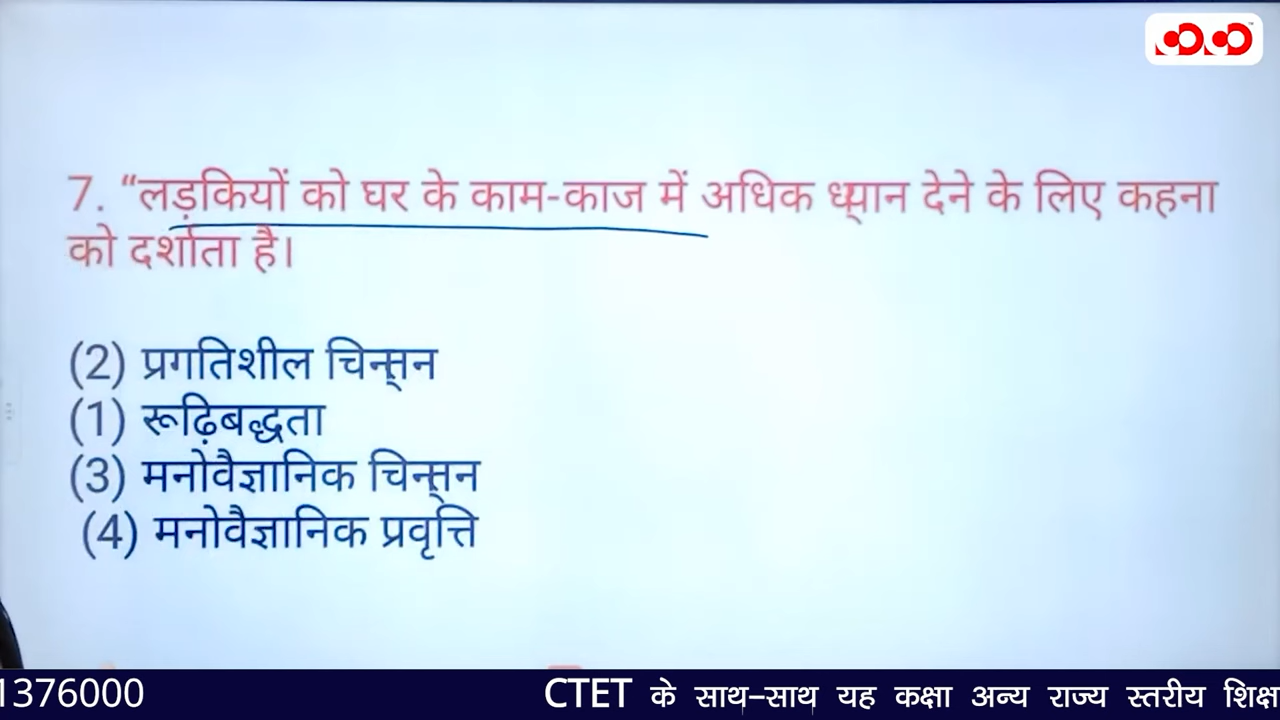 7. “लड़कियों को घर के काम-काज में अधिक ध्यान देने के लिए कहना
को दर्शाता है।
(2) प्रगतिशील चिन्तन
(1) रूढ़िबद्धता
(3) मनोवैज्ञानिक चिन्तन
(4) मनोवैज्ञानिक प्रवृत्ति
1376000 CTET के साथ-साथ यह कक्षा अन्य राज्य स्तरीय शिक्ष